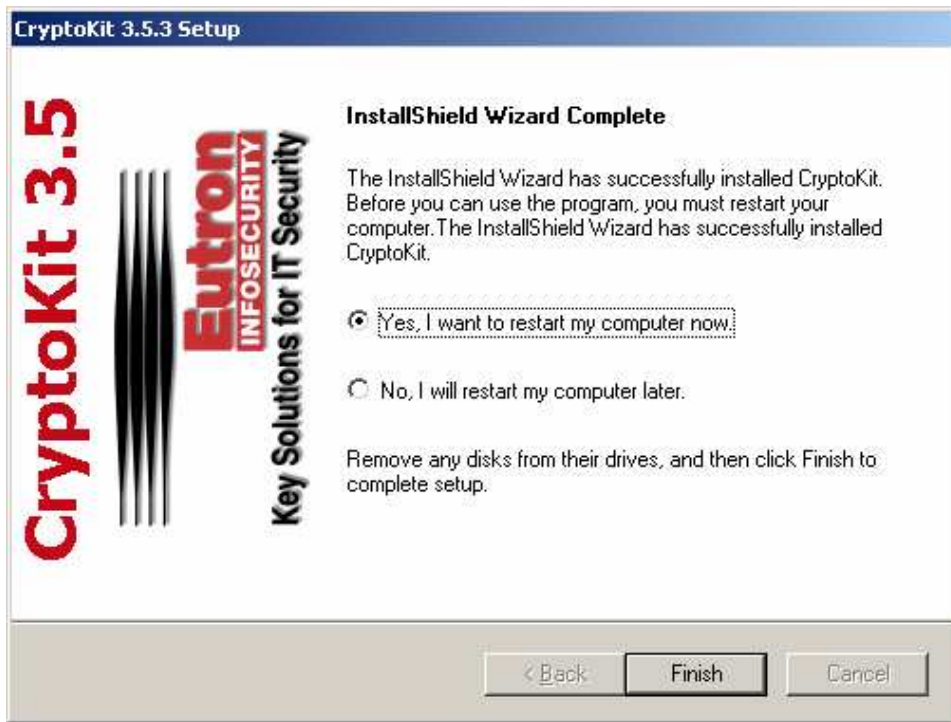 CryptoKit 3.5.3 Setup
CryptoKit 3.5
Eutron
INFOSECURITY
Key Solutions for IT Security
InstallShield Wizard Complete
The InstallShield Wizard has successfully installed CryptoKit.
Before you can use the program, you must restart your
computer.The InstallShield Wizard has successfully installed
CryptoKit.
Yes, I want to restart my computer now.
No, I will restart my computer later.
Remove any disks from their drives, and then click Finish to
complete setup.
< Back
Finish
Cancel